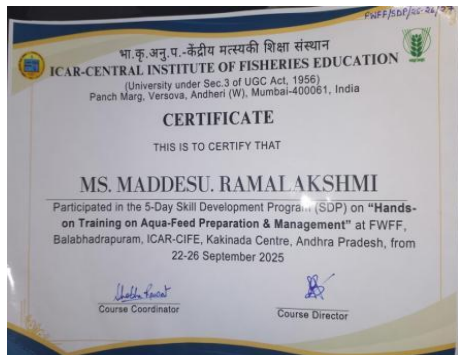 FWFF/SDP/25-26/27
भा.कृ.अनु.प.-केंद्रीय मत्स्यकी शिक्षा संस्थान
ICAR-CENTRAL INSTITUTE OF FISHERIES EDUCATION
(University under Sec.3 of UGC Act, 1956)
Panch Marg, Versova, Andheri (W), Mumbai-400061, India
CERTIFICATE
THIS IS TO CERTIFY THAT
MS. MADDESU. RAMALAKSHMI
Participated in the 5-Day Skill Development Program (SDP) on "Hands-
on Training on Aqua-Feed Preparation & Management" at FWFF,
Balabhadrapuram, ICAR-CIFE, Kakinada Centre, Andhra Pradesh, from
22-26 September 2025
Course Coordinator
Course Director